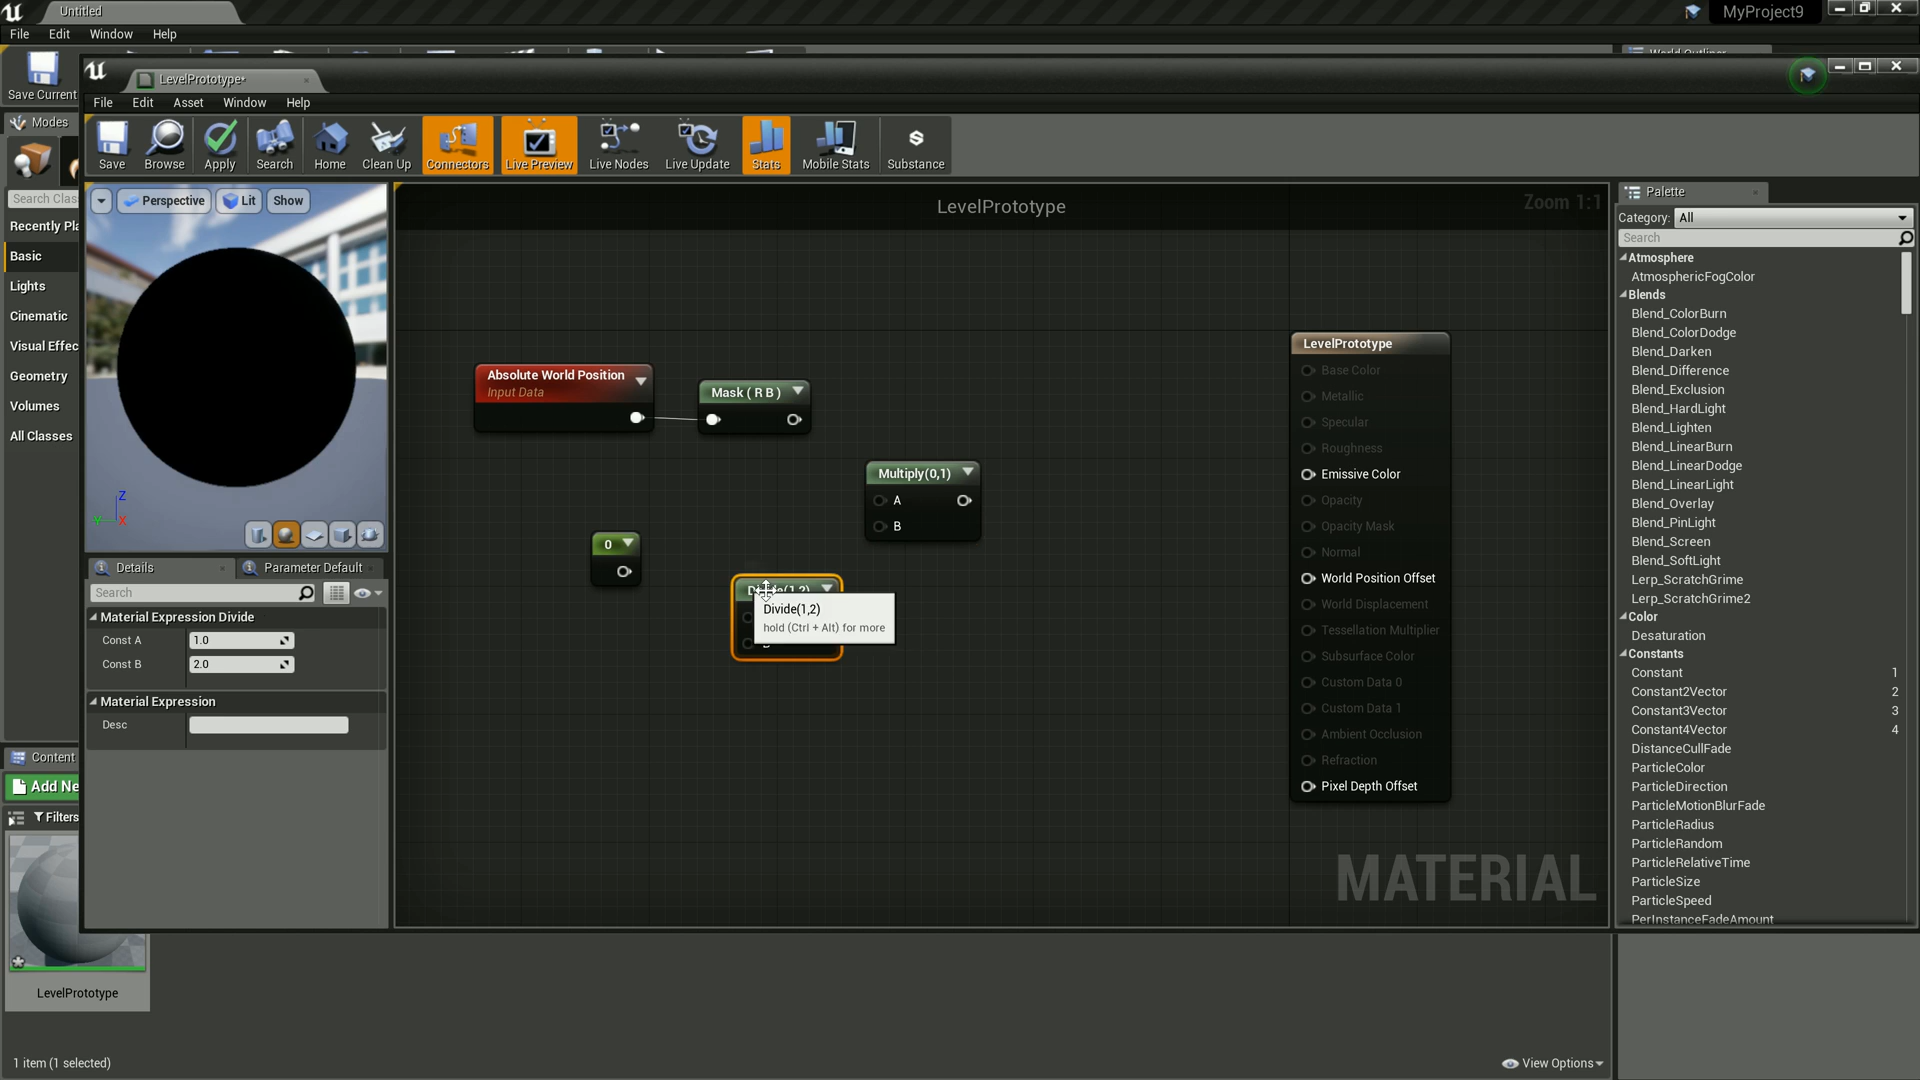 Untitled
MyProject9
File Edit Window Help
Save Current
World Outliner
LevelPrototype*
File Edit Asset Window Help
Save Browse Apply Search Home Clean Up Connectors Live Preview Live Nodes Live Update Stats Mobile Stats Substance
Modes
Search Clas
Recently Pla
Basic
Lights
Cinematic
Visual Effec
Geometry
Volumes
All Classes
Perspective Lit Show
Z
Y
X
LevelPrototype
Zoom 1:1
Absolute World Position
Input Data
Mask ( R B )
Multiply(0,1)
A
B
0
Divide(1,2)
hold (Ctrl + Alt) for more
LevelPrototype
Base Color
Metallic
Specular
Roughness
Emissive Color
Opacity
Opacity Mask
Normal
World Position Offset
World Displacement
Tessellation Multiplier
Subsurface Color
Custom Data 0
Custom Data 1
Ambient Occlusion
Refraction
Pixel Depth Offset
MATERIAL
Details Parameter Default
Search
Material Expression Divide
Const A 1.0
Const B 2.0
Material Expression
Desc
Palette
Category: All
Search
Atmosphere
AtmosphericFogColor
Blends
Blend_ColorBurn
Blend_ColorDodge
Blend_Darken
Blend_Difference
Blend_Exclusion
Blend_HardLight
Blend_Lighten
Blend_LinearBurn
Blend_LinearDodge
Blend_LinearLight
Blend_Overlay
Blend_PinLight
Blend_Screen
Blend_SoftLight
Lerp_ScratchGrime
Lerp_ScratchGrime2
Color
Desaturation
Constants
Constant 1
Constant2Vector 2
Constant3Vector 3
Constant4Vector 4
DistanceCullFade
ParticleColor
ParticleDirection
ParticleMotionBlurFade
ParticleRadius
ParticleRandom
ParticleRelativeTime
ParticleSize
ParticleSpeed
PerInstanceFadeAmount
Content
Add Ne
Filters
LevelPrototype
1 item (1 selected)
View Options